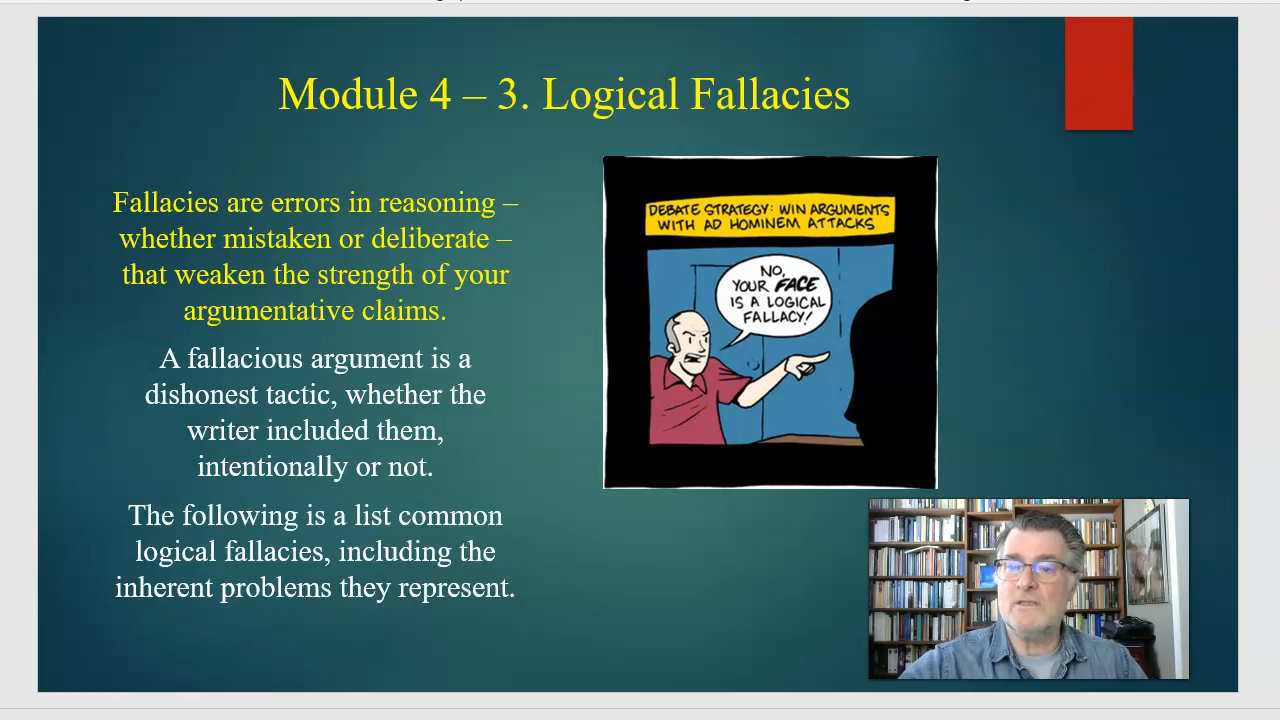 Module 4 – 3. Logical Fallacies
Fallacies are errors in reasoning –
whether mistaken or deliberate –
that weaken the strength of your
argumentative claims.
A fallacious argument is a
dishonest tactic, whether the
writer included them,
intentionally or not.
The following is a list common
logical fallacies, including the
inherent problems they represent.
DEBATE STRATEGY: WIN ARGUMENTS
WITH AD HOMINEM ATTACKS
NO,
YOUR FACE
IS A LOGICAL
FALLACY!